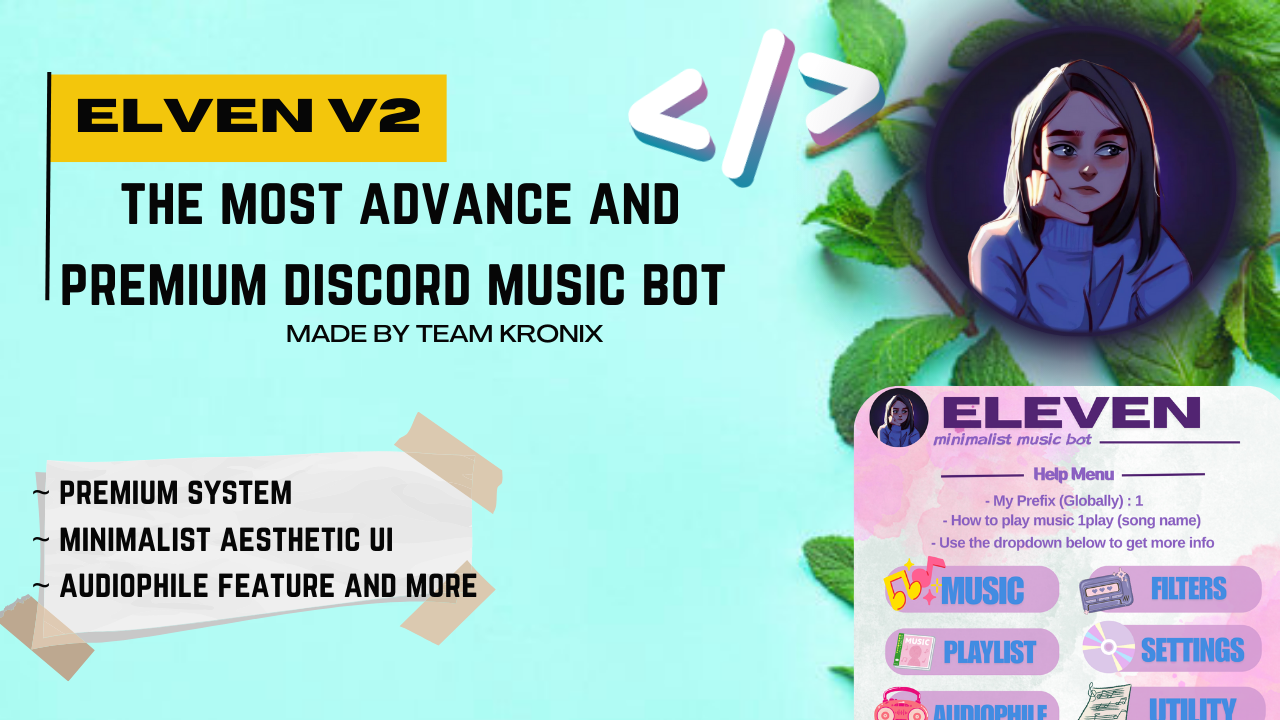 ELVEN V2
</>
THE MOST ADVANCE AND
PREMIUM DISCORD MUSIC BOT
MADE BY TEAM KRONIX
~ PREMIUM SYSTEM
~ MINIMALIST AESTHETIC UI
~ AUDIOPHILE FEATURE AND MORE
ELEVEN
minimalist music bot
Help Menu
- My Prefix (Globally) : 1
- How to play music 1play (song name)
- Use the dropdown below to get more info
MUSIC
FILTERS
MUSIC
PLAYLIST
SETTINGS
AUDIOPHILE
UTILITY